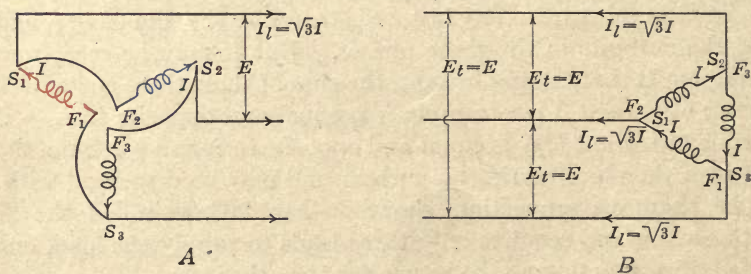 I_l=√3I
E
S_1
I
F_1
F_2
S_2
I
F_3
S_3
A
I_l=√3I
E_t=E
E_t=E
E_t=E
I_l=√3I
I_l=√3I
S_2
F_3
I
F_2
S_1
I
I
F_1
S_3
B